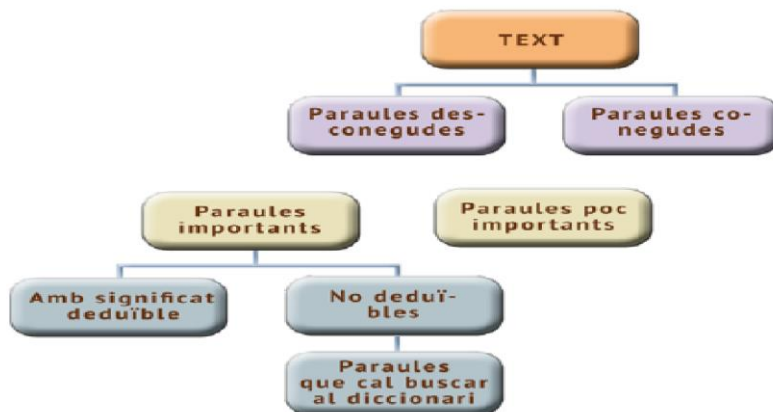 TEXT
Paraules des-
conegudes
Paraules co-
negudes
Paraules
importants
Paraules poc
importants
Amb significat
deduïble
No deduï-
bles
Paraules
que cal buscar
al diccionari